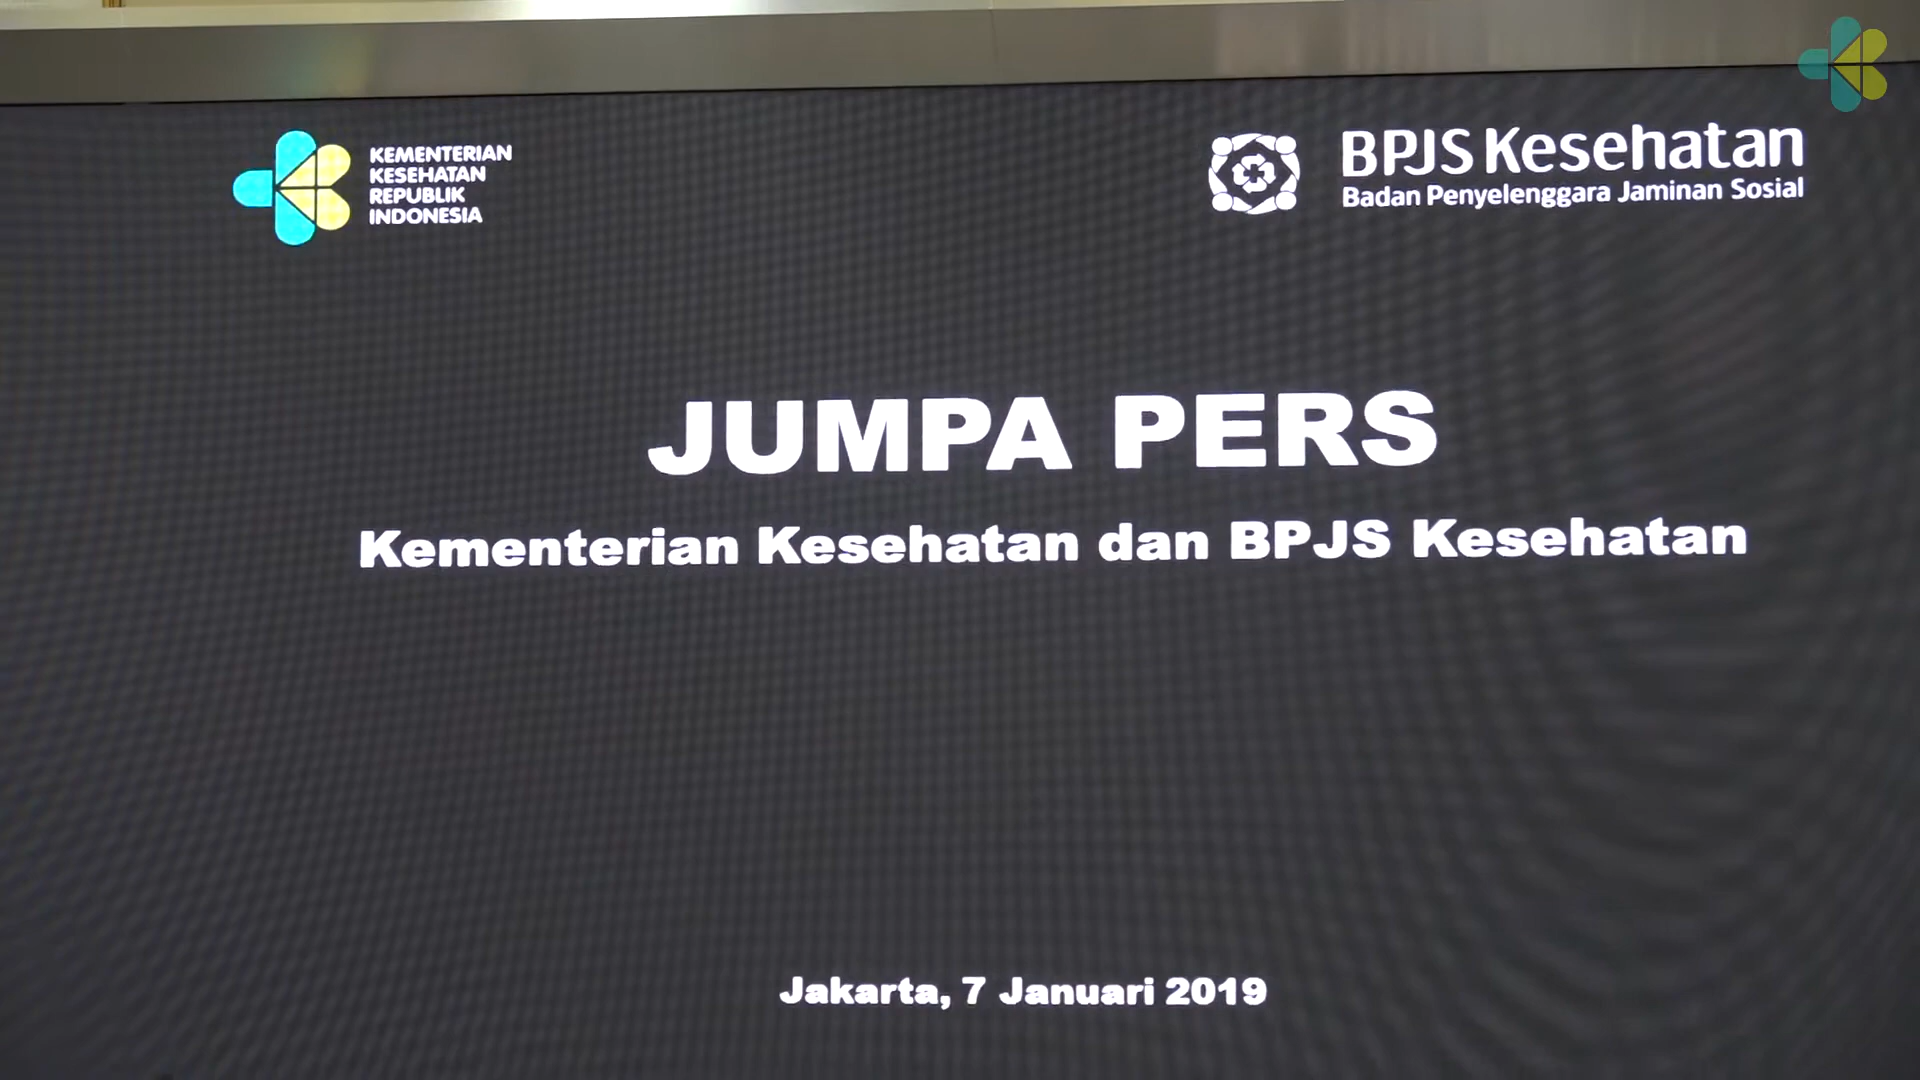 KEMENTERIAN
KESEHATAN
REPUBLIK
INDONESIA
BPJS Kesehatan
Badan Penyelenggara Jaminan Sosial
JUMPA PERS
Kementerian Kesehatan dan BPJS Kesehatan
Jakarta, 7 Januari 2019